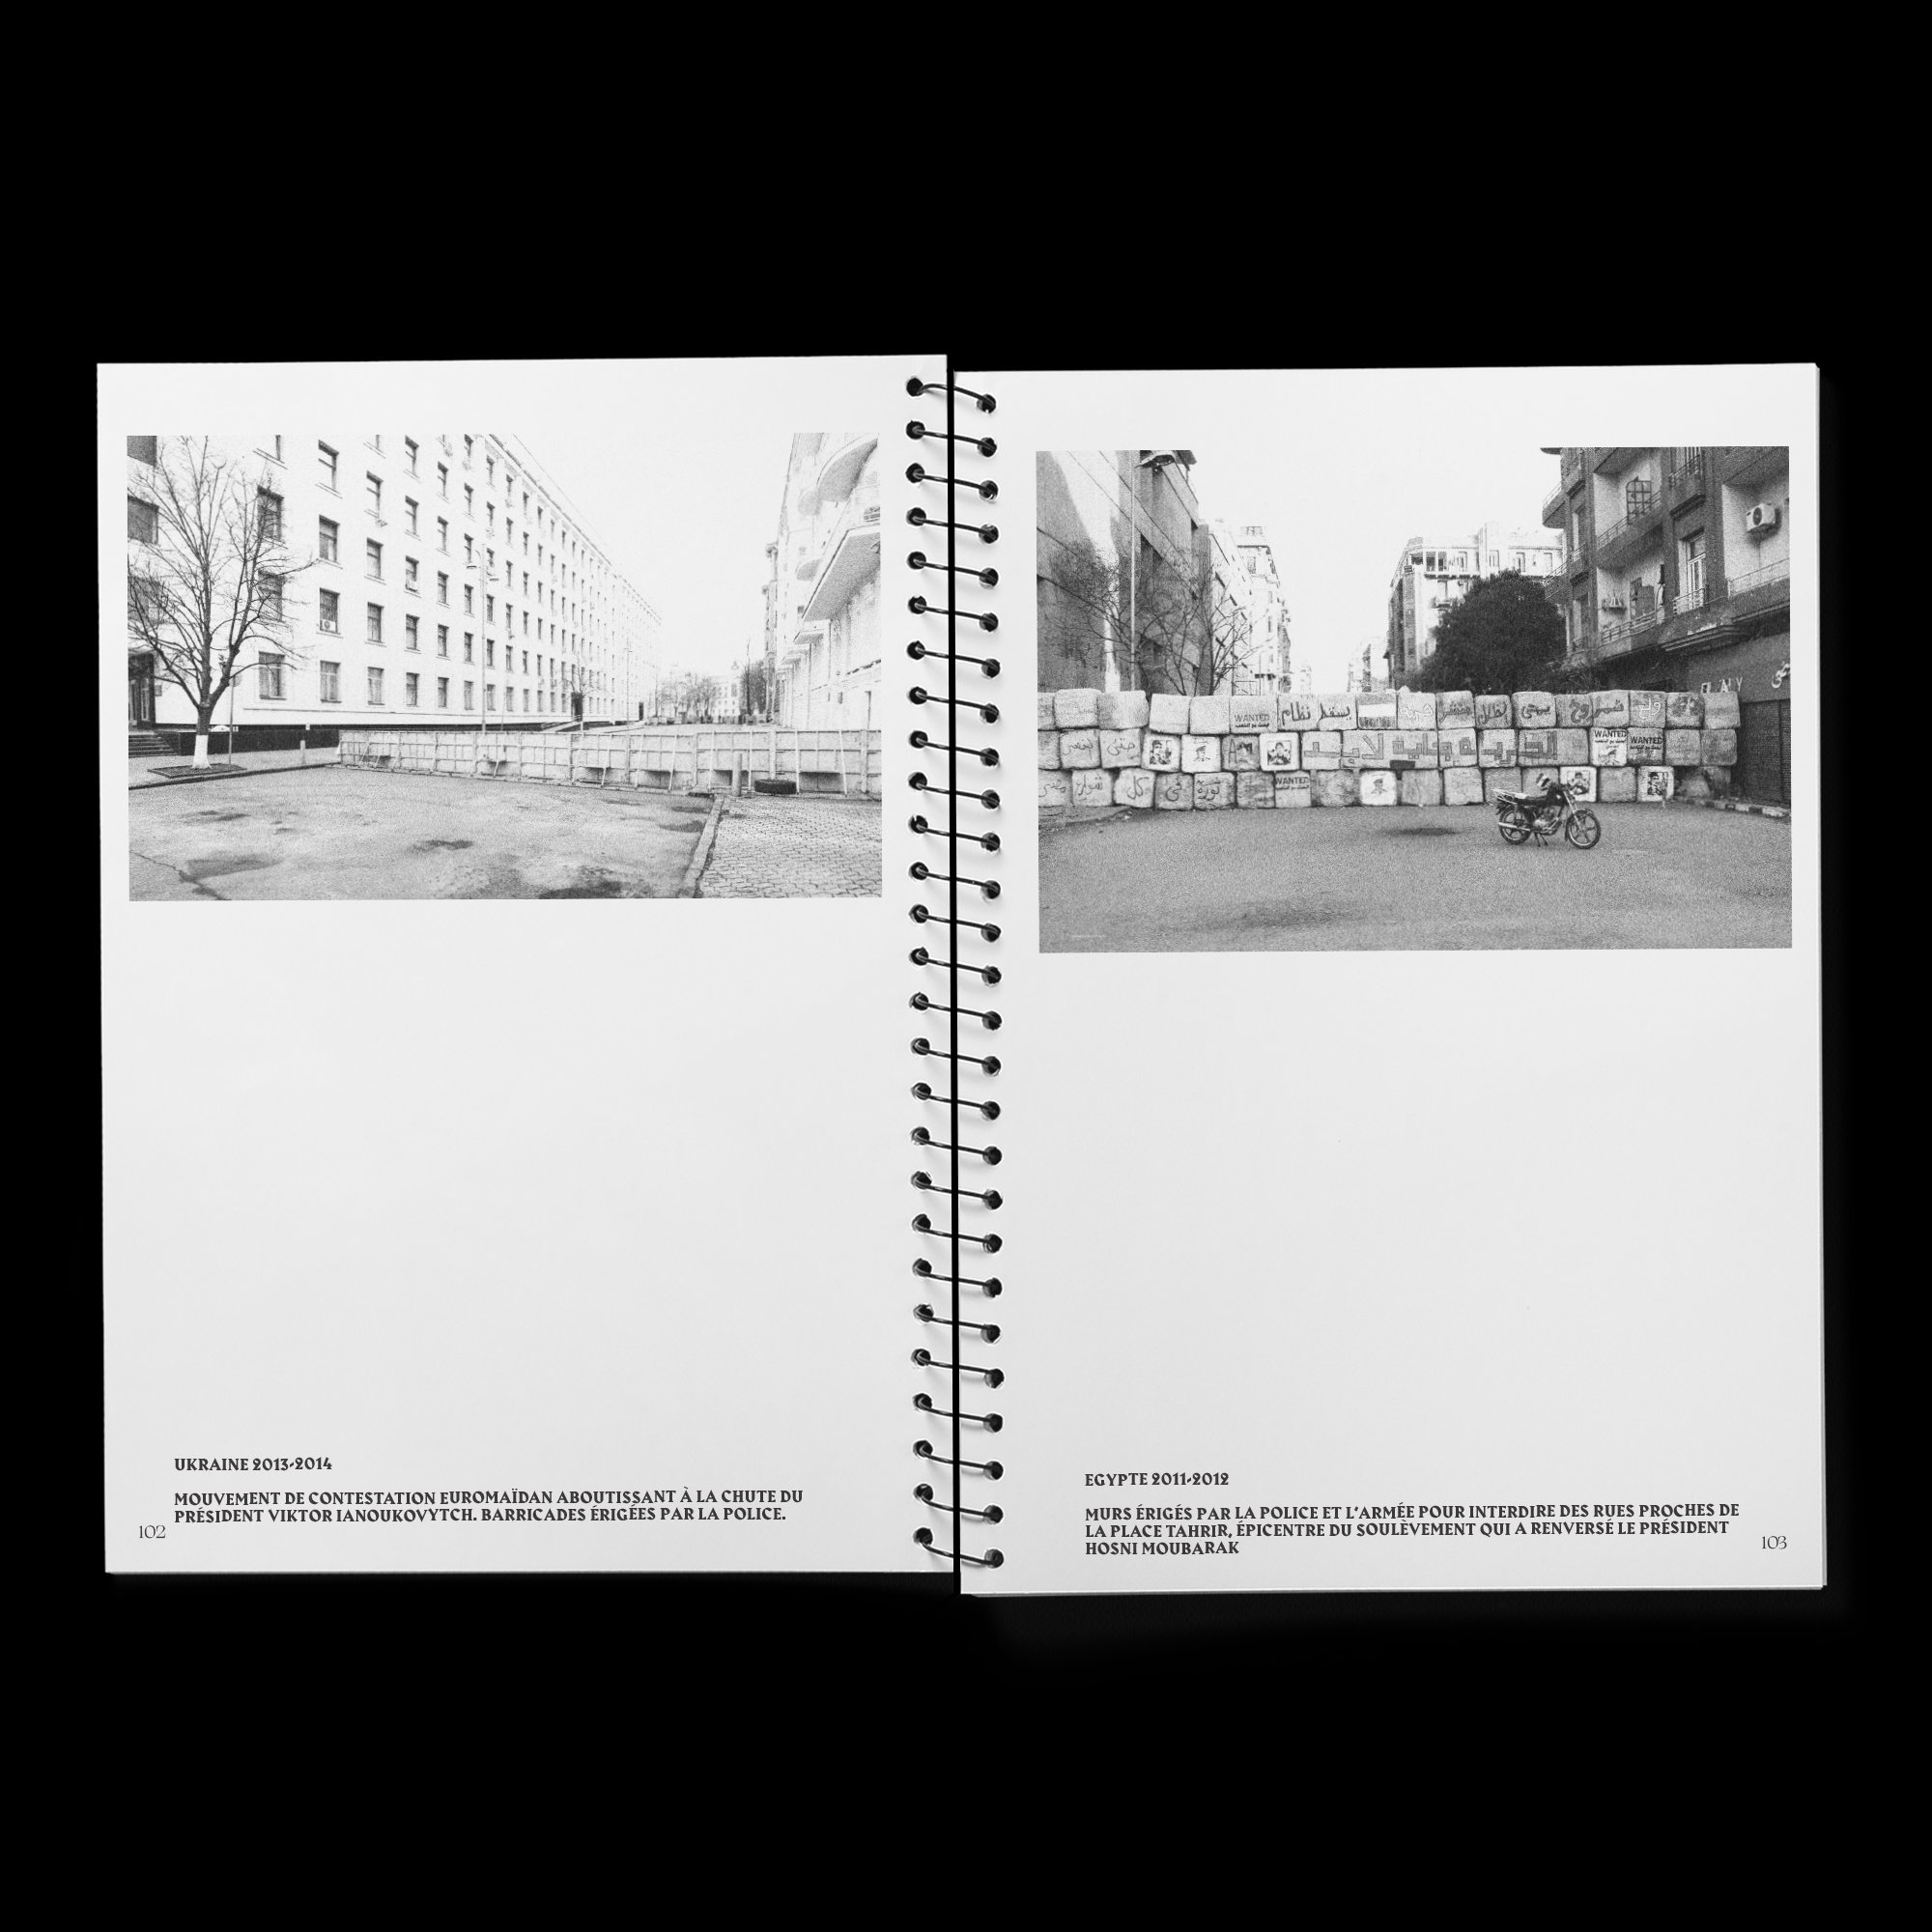 UKRAINE 2013-2014
MOUVEMENT DE CONTESTATION EUROMAÏDAN ABOUTISSANT À LA CHUTE DU
PRÉSIDENT VIKTOR IANOUKOVYTCH. BARRICADES ÉRIGÉES PAR LA POLICE.
102
WANTED
يسقط نظام
WANTED
WANTED
WANTED
EGYPTE 2011-2012
MURS ÉRIGÉS PAR LA POLICE ET L'ARMÉE POUR INTERDIRE DES RUES PROCHES DE
LA PLACE TAHRIR, ÉPICENTRE DU SOULÈVEMENT QUI A RENVERSÉ LE PRÉSIDENT
HOSNI MOUBARAK
103